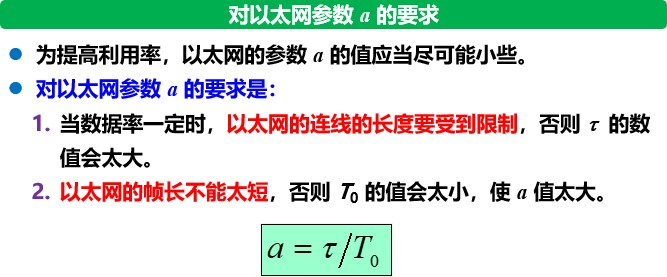 对以太网参数 a 的要求
● 为提高利用率，以太网的参数 a 的值应当尽可能小些。
● 对以太网参数 a 的要求是：
1. 当数据率一定时，以太网的连线的长度要受到限制，否则 τ 的数
值会太大。
2. 以太网的帧长不能太短，否则 T₀ 的值会太小，使 a 值太大。
a = τ/T₀